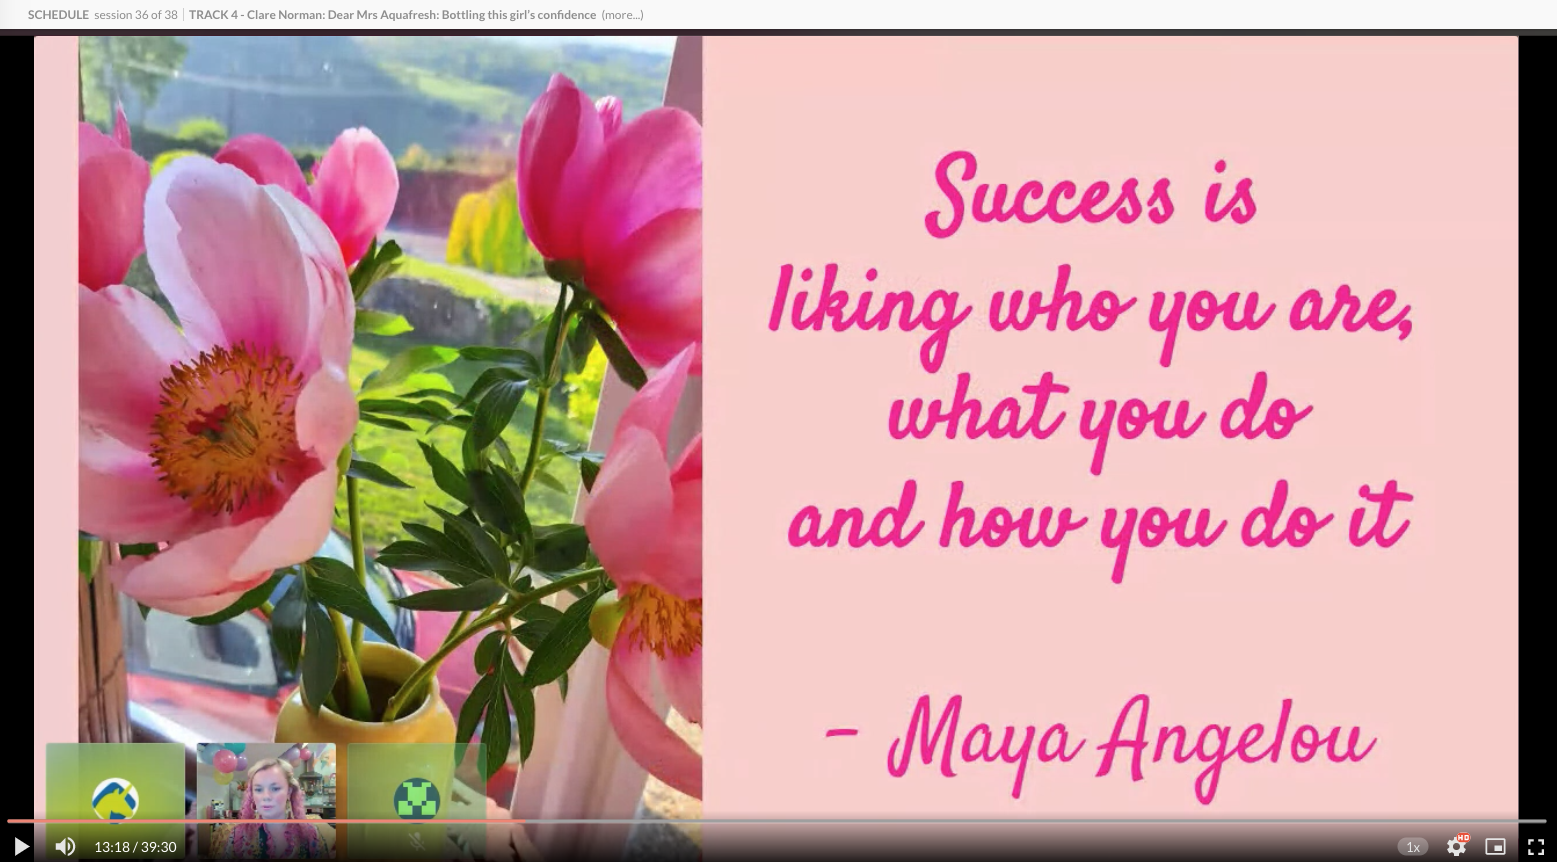 SCHEDULE session 36 of 38 TRACK 4 - Clare Norman: Dear Mrs Aquafresh: Bottling this girl's confidence (more...)
Success is
liking who you are,
what you do
and how you do it
- Maya Angelou
13:18 / 39:30
1x
HD